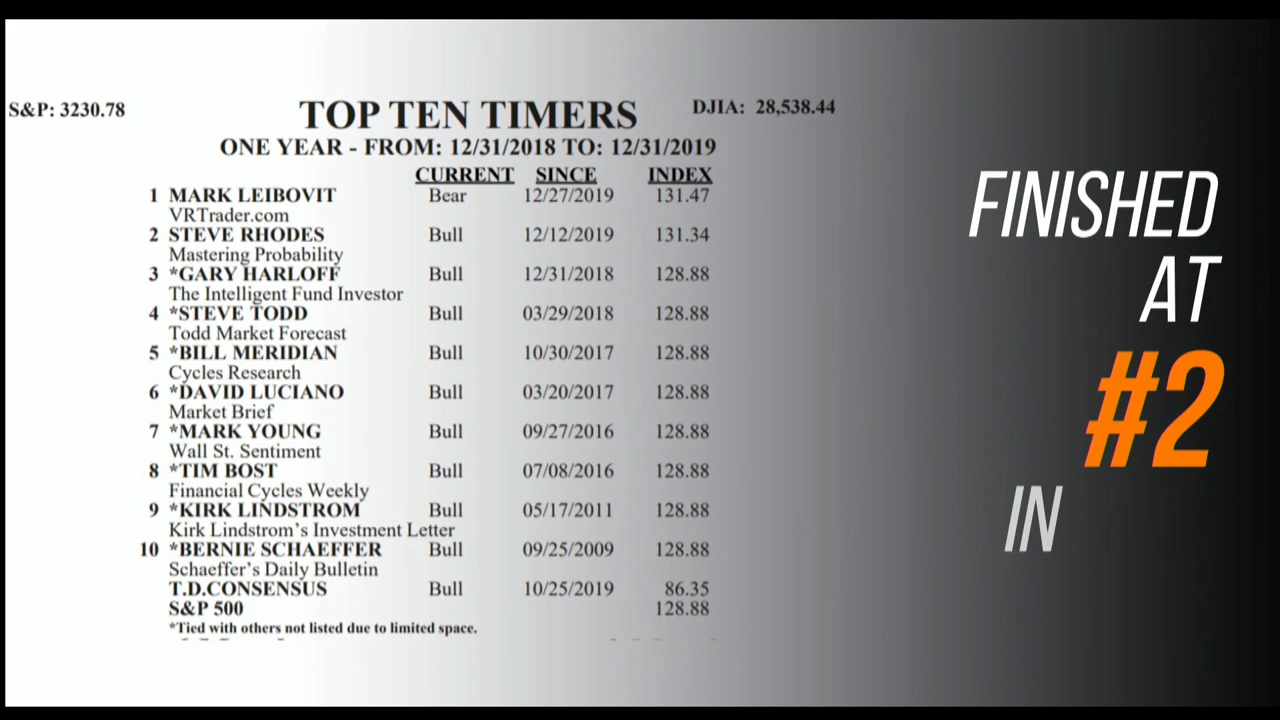 S&P: 3230.78
TOP TEN TIMERS
DJIA: 28,538.44
ONE YEAR - FROM: 12/31/2018 TO: 12/31/2019
CURRENT SINCE INDEX
1 MARK LEIBOVIT Bear 12/27/2019 131.47
VRTrader.com
2 STEVE RHODES Bull 12/12/2019 131.34
Mastering Probability
3 *GARY HARLOFF Bull 12/31/2018 128.88
The Intelligent Fund Investor
4 *STEVE TODD Bull 03/29/2018 128.88
Todd Market Forecast
5 *BILL MERIDIAN Bull 10/30/2017 128.88
Cycles Research
6 *DAVID LUCIANO Bull 03/20/2017 128.88
Market Brief
7 *MARK YOUNG Bull 09/27/2016 128.88
Wall St. Sentiment
8 *TIM BOST Bull 07/08/2016 128.88
Financial Cycles Weekly
9 *KIRK LINDSTROM Bull 05/17/2011 128.88
Kirk Lindstrom's Investment Letter
10 *BERNIE SCHAEFFER Bull 09/25/2009 128.88
Schaeffer's Daily Bulletin
T.D.CONSENSUS Bull 10/25/2019 86.35
S&P 500 128.88
*Tied with others not listed due to limited space.
FINISHED
AT
#2
IN